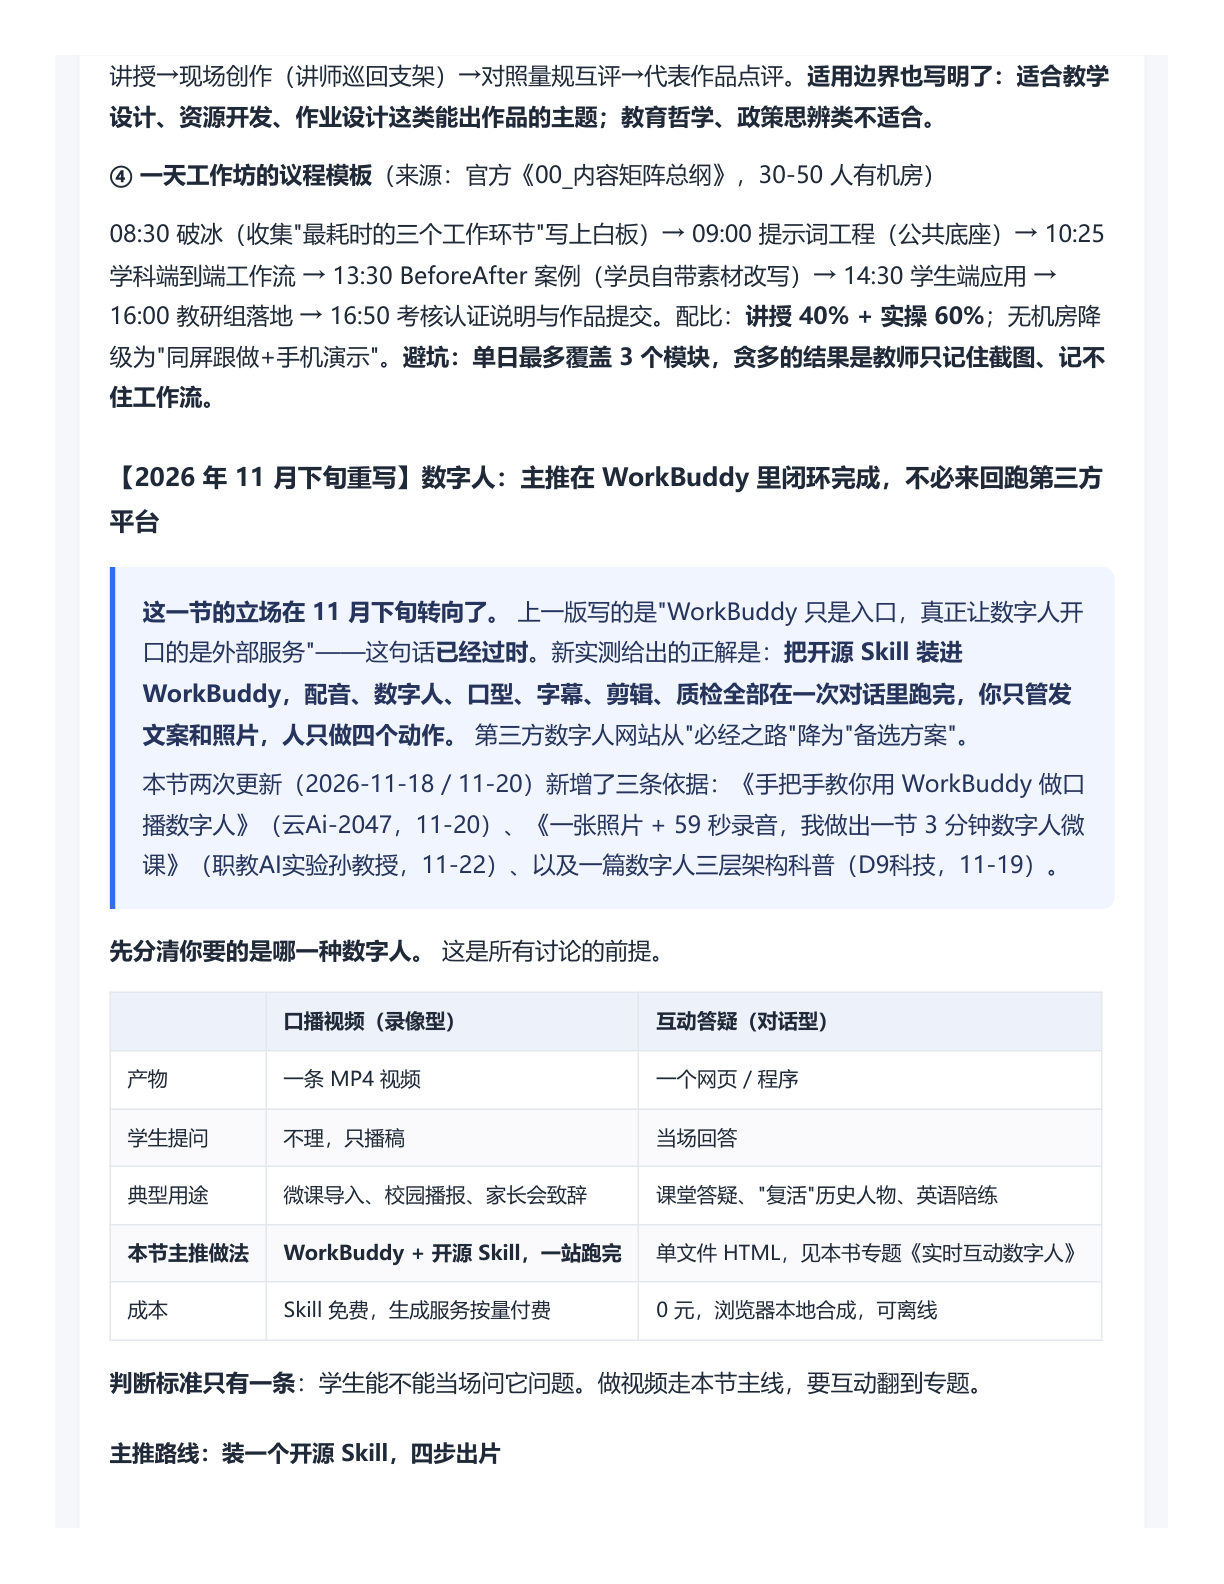 讲授→现场创作（讲师巡回支架）→对照量规互评→代表作品点评。适用边界也写明了：适合教学
设计、资源开发、作业设计这类能出作品的主题；教育哲学、政策思辨类不适合。
④ 一天工作坊的议程模板（来源：官方《00_内容矩阵总纲》，30-50 人有机房）
08:30 破冰（收集"最耗时的三个工作环节"写上白板）→ 09:00 提示词工程（公共底座）→ 10:25
学科端到端工作流 → 13:30 BeforeAfter 案例（学员自带素材改写）→ 14:30 学生端应用 →
16:00 教研组落地 → 16:50 考核认证说明与作品提交。配比：讲授 40% + 实操 60%；无机房降
级为"同屏跟做+手机演示"。避坑：单日最多覆盖 3 个模块，贪多的结果是教师只记住截图、记不
住工作流。
【2026 年 11 月下旬重写】数字人：主推在 WorkBuddy 里闭环完成，不必来回跑第三方
平台
这一节的立场在 11 月下旬转向了。 上一版写的是"WorkBuddy 只是入口，真正让数字人开
口的是外部服务"——这句话已经过时。新实测给出的正解是：把开源 Skill 装进
WorkBuddy，配音、数字人、口型、字幕、剪辑、质检全部在一次对话里跑完，你只管发
文案和照片，人只做四个动作。 第三方数字人网站从"必经之路"降为"备选方案"。
本节两次更新（2026-11-18 / 11-20）新增了三条依据：《手把手教你用 WorkBuddy 做口
播数字人》（云Ai-2047，11-20）、《一张照片 + 59 秒录音，我做出一节 3 分钟数字人微
课》（职教AI实验孙教授，11-22）、以及一篇数字人三层架构科普（D9科技，11-19）。
先分清你要的是哪一种数字人。 这是所有讨论的前提。
口播视频（录像型） 互动答疑（对话型）
产物 一条 MP4 视频 一个网页 / 程序
学生提问 不理，只播稿 当场回答
典型用途 微课导入、校园播报、家长会致辞 课堂答疑、"复活"历史人物、英语陪练
本节主推做法 WorkBuddy + 开源 Skill，一站跑完 单文件 HTML，见本书专题《实时互动数字人》
成本 Skill 免费，生成服务按量付费 0 元，浏览器本地合成，可离线
判断标准只有一条：学生能不能当场问它问题。做视频走本节主线，要互动翻到专题。
主推路线：装一个开源 Skill，四步出片